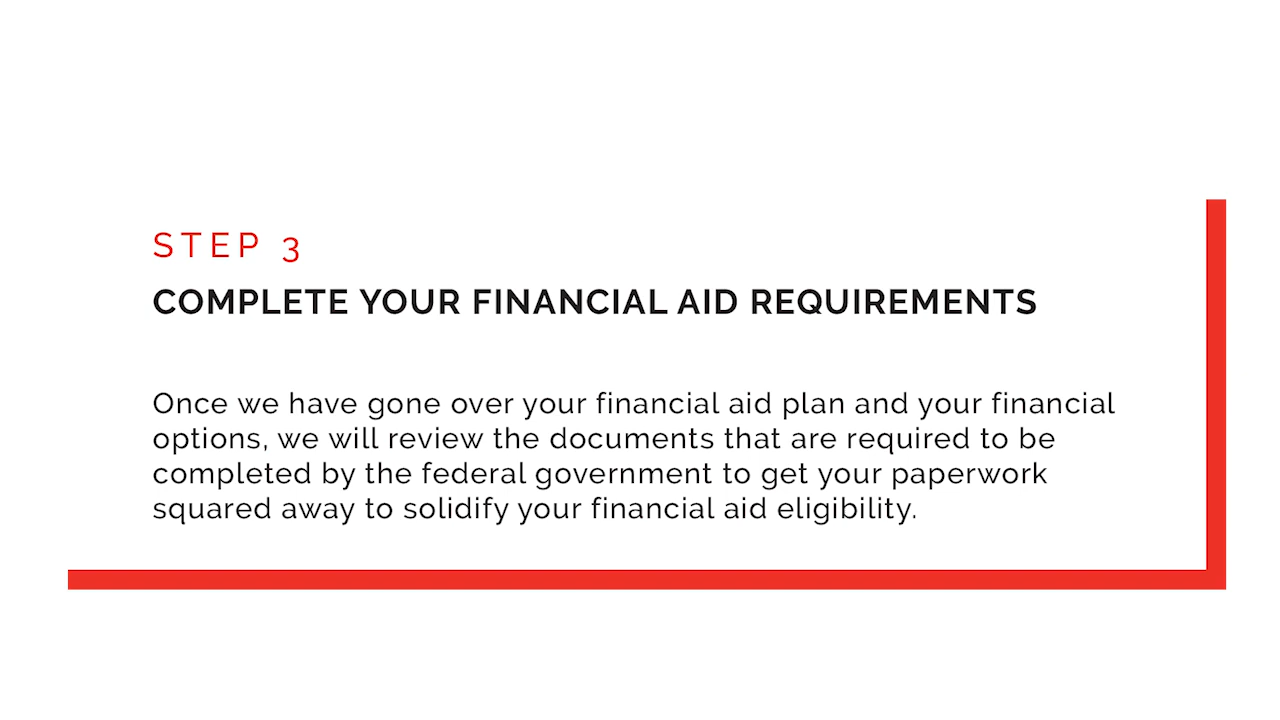 STEP 3
COMPLETE YOUR FINANCIAL AID REQUIREMENTS
Once we have gone over your financial aid plan and your financial
options, we will review the documents that are required to be
completed by the federal government to get your paperwork
squared away to solidify your financial aid eligibility.